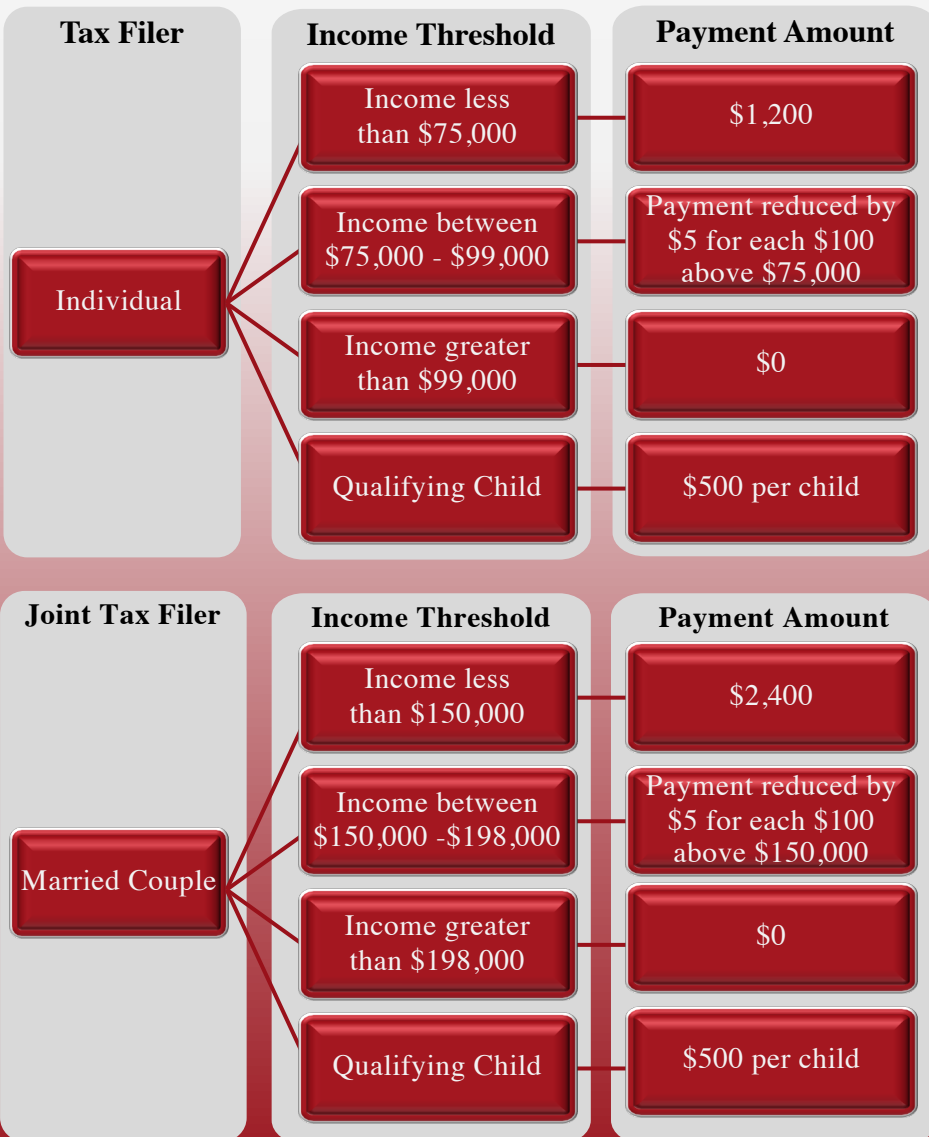 Tax Filer
Income Threshold
Payment Amount
Individual
Income less
than $75,000
$1,200
Income between
$75,000 - $99,000
Payment reduced by
$5 for each $100
above $75,000
Income greater
than $99,000
$0
Qualifying Child
$500 per child
Joint Tax Filer
Income Threshold
Payment Amount
Married Couple
Income less
than $150,000
$2,400
Income between
$150,000 -$198,000
Payment reduced by
$5 for each $100
above $150,000
Income greater
than $198,000
$0
Qualifying Child
$500 per child